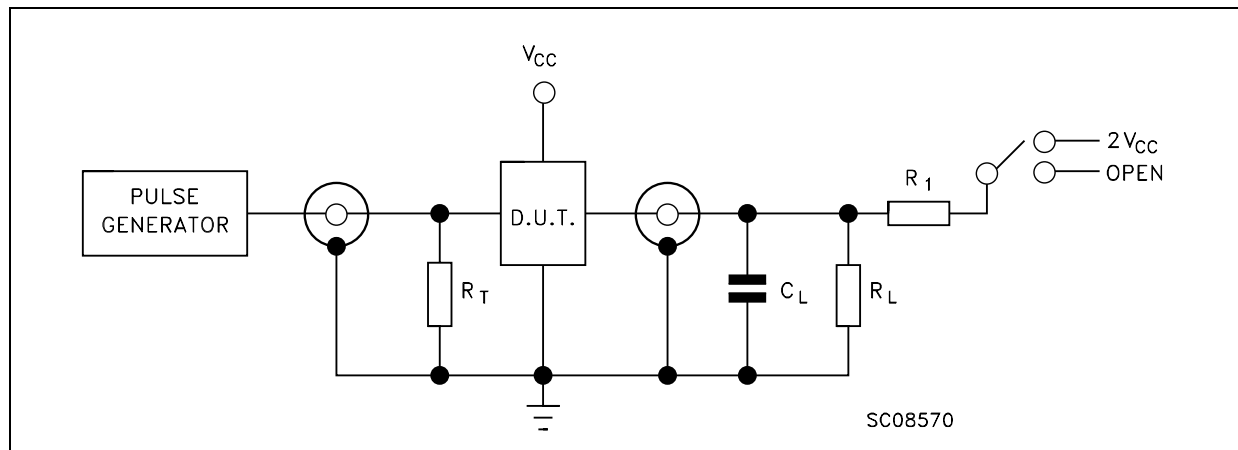 VCC
2VCC
OPEN
R1
PULSE
GENERATOR
D.U.T.
RT
CL
RL
SC08570